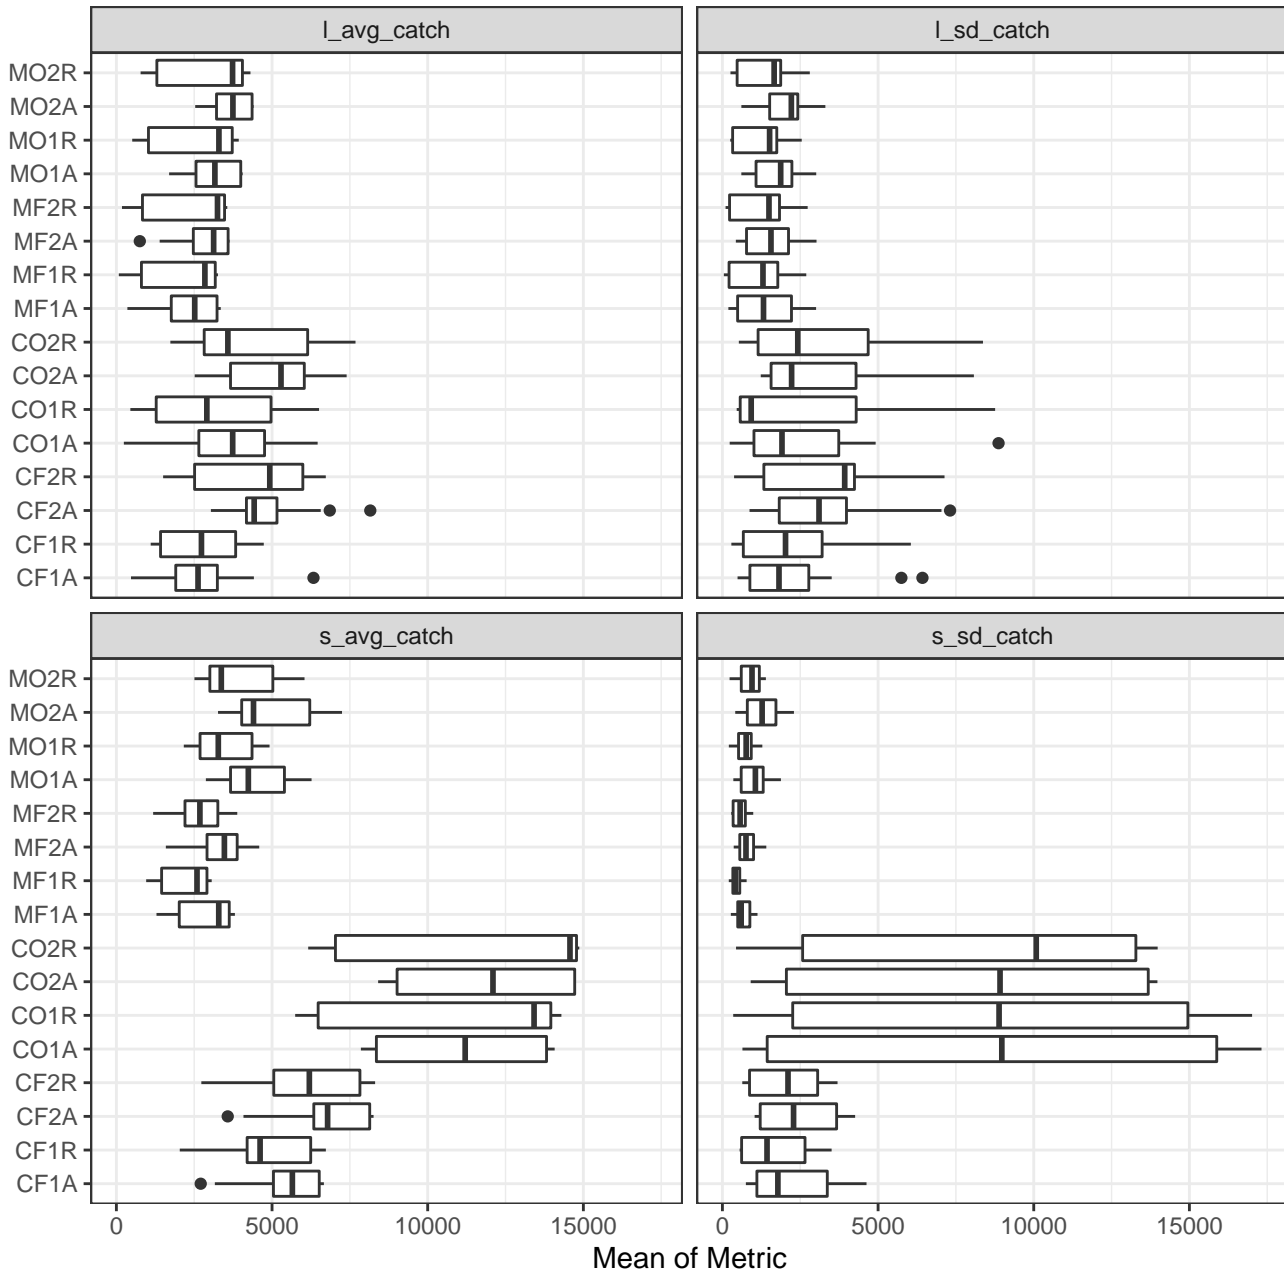 l_avg_catch
l_sd_catch
MO2R
MO2A
MO1R
MO1A
MF2R
MF2A
MF1R
MF1A
CO2R
CO2A
CO1R
CO1A
CF2R
CF2A
CF1R
CF1A
s_avg_catch
s_sd_catch
MO2R
MO2A
MO1R
MO1A
MF2R
MF2A
MF1R
MF1A
CO2R
CO2A
CO1R
CO1A
CF2R
CF2A
CF1R
CF1A
0 5000 10000 15000 0 5000 10000 15000
Mean of Metric